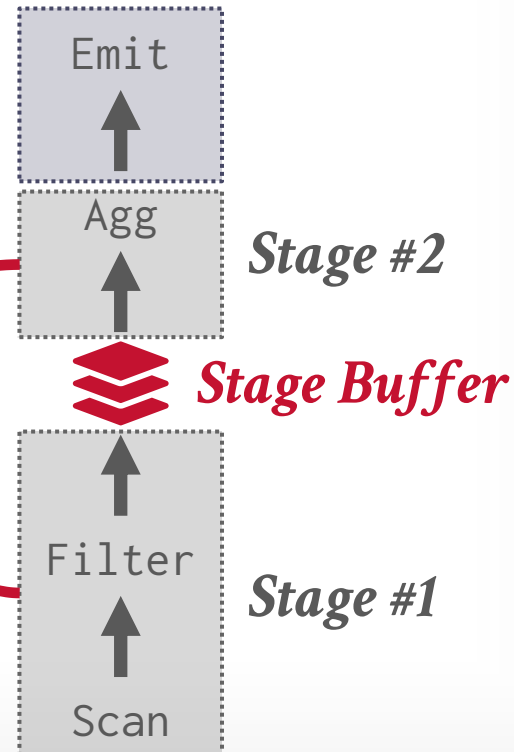 Emit
Agg
Stage #2
Stage Buffer
Filter
Stage #1
Scan